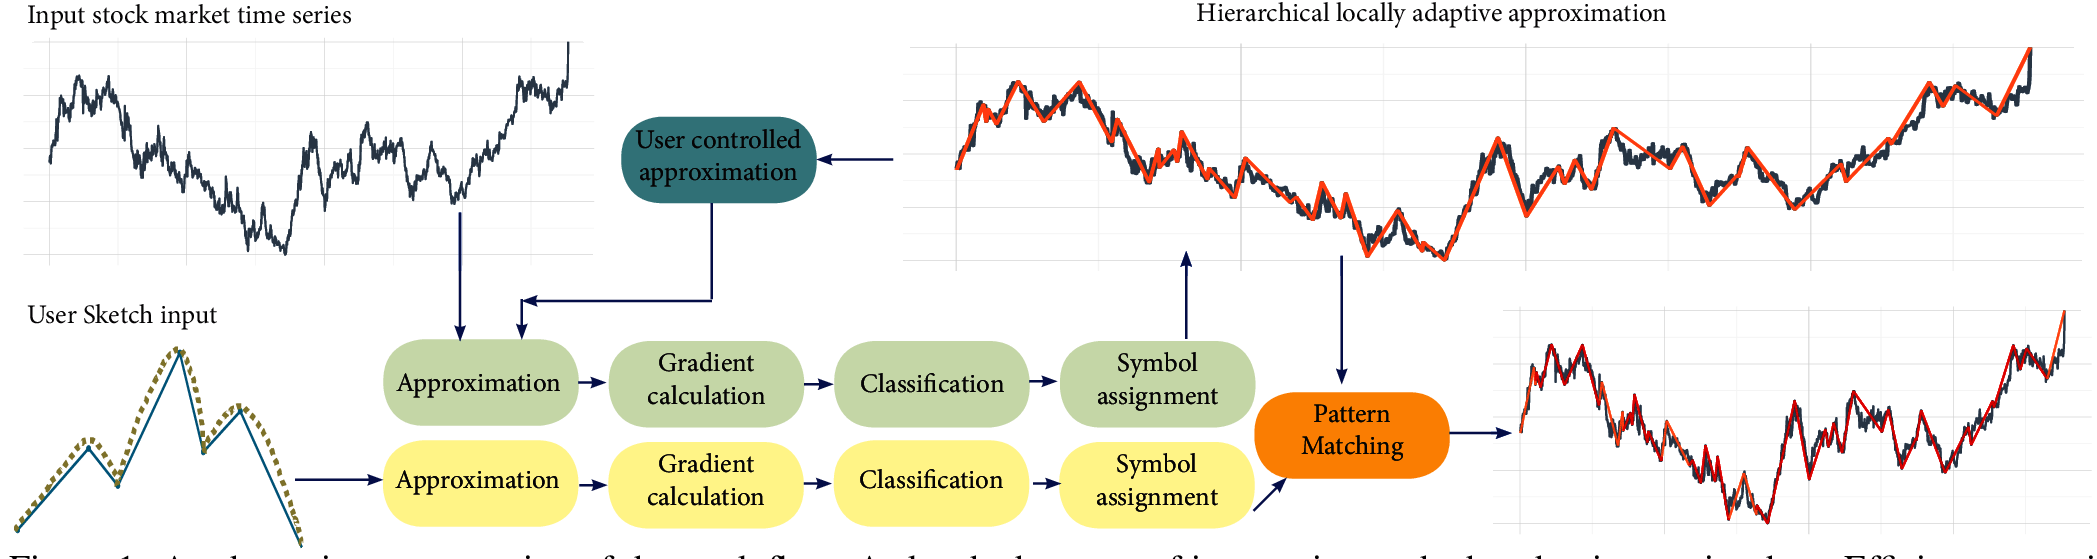 Input stock market time series
Hierarchical locally adaptive approximation
User controlled
approximation
User Sketch input
Approximation
Gradient
calculation
Classification
Symbol
assignment
Pattern
Matching
Approximation
Gradient
calculation
Classification
Symbol
assignment